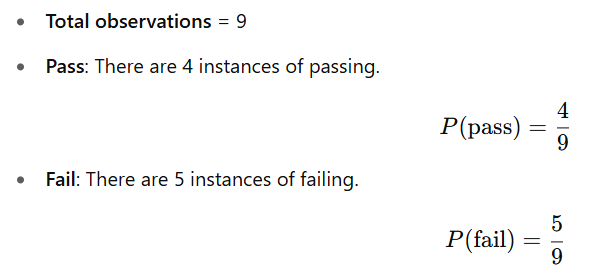 • Total observations = 9
• Pass: There are 4 instances of passing.
P(pass) = 4/9
• Fail: There are 5 instances of failing.
P(fail) = 5/9